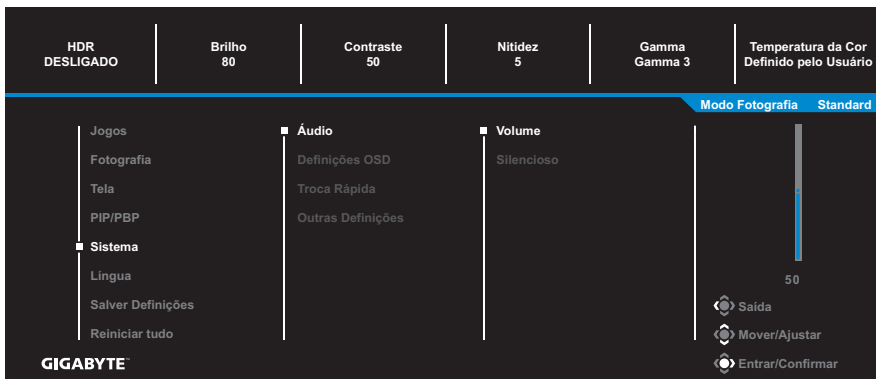 HDR Brilho Contraste Nitidez Gamma Temperatura da Cor
DESLIGADO 80 50 5 Gamma 3 Definido pelo Usuário
Modo Fotografia Standard
Jogos Áudio Volume
Fotografia Definições OSD Silencioso
Tela Troca Rápida
PIP/PBP Outras Definições
Sistema
Língua 50
Salver Definições Saída
Reiniciar tudo Mover/Ajustar
GIGABYTE™ Entrar/Confirmar